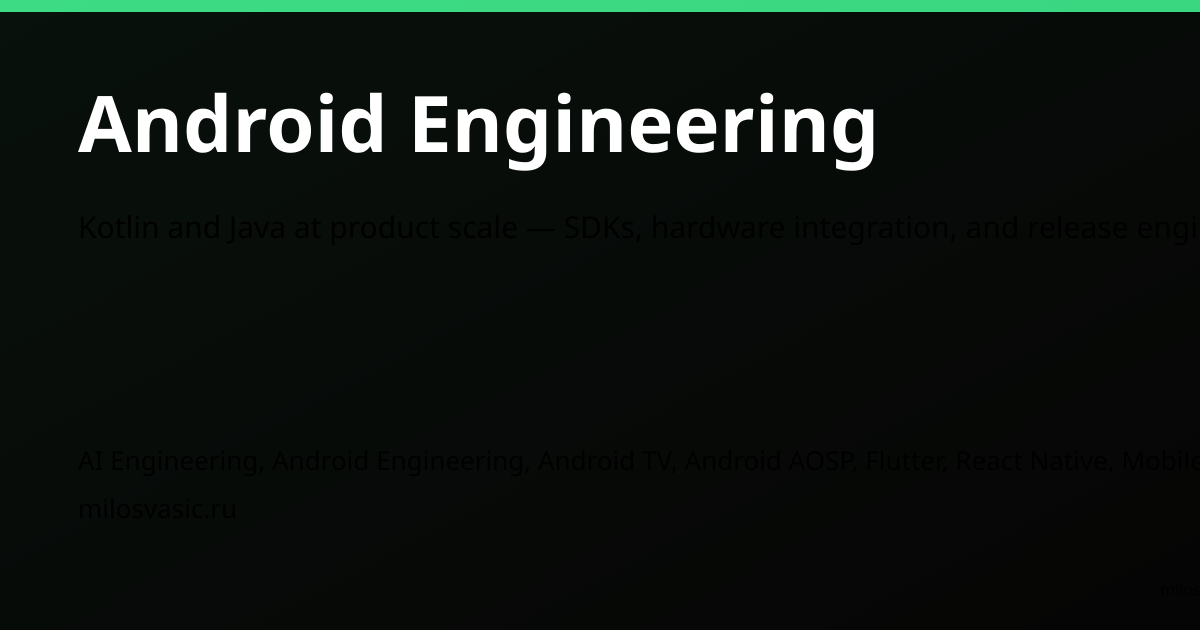 Android Engineering
Kotlin and Java at product scale — SDKs, hardware integration, and release
AI Engineering, Android Engineering, Android TV, Android AOSP, Flutter, React Native, Mobile
milosvasic.ru